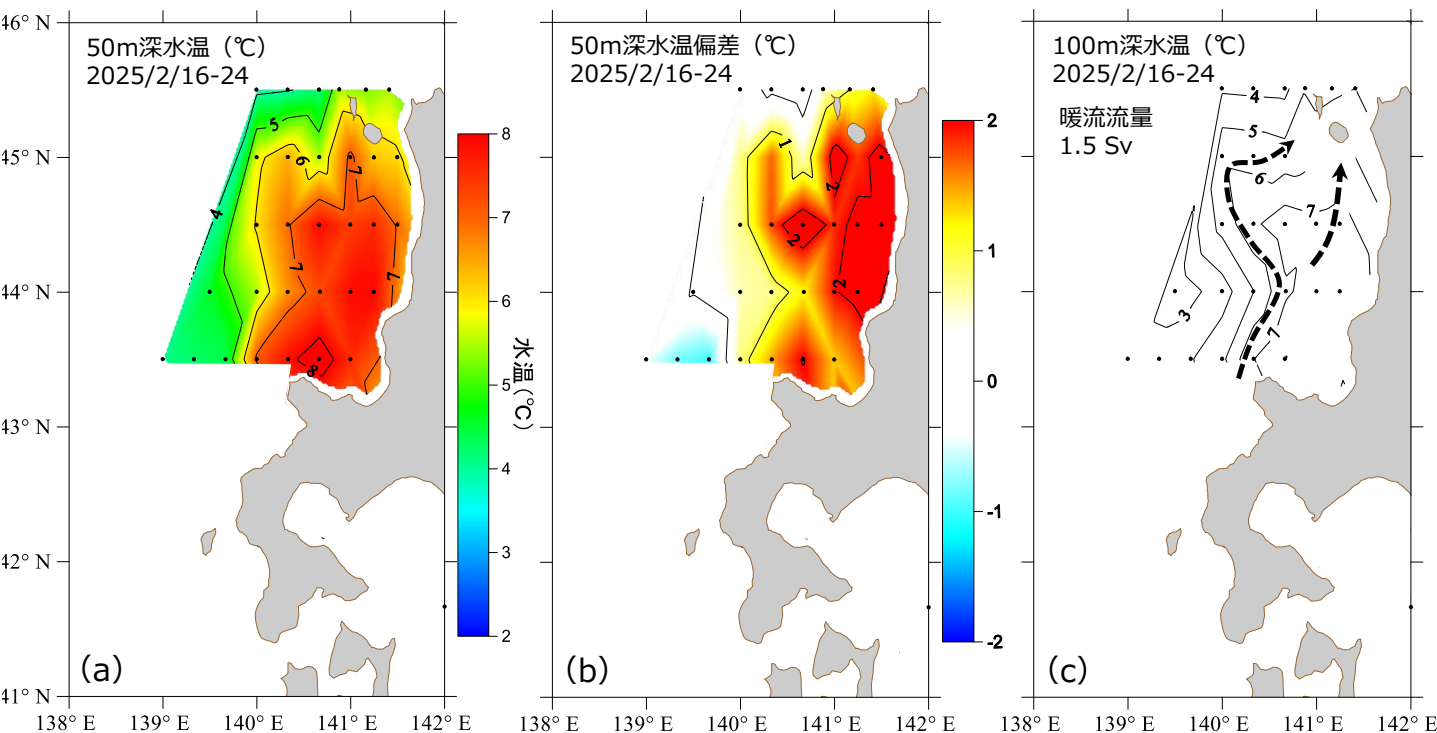 50m深水温（℃）
2025/2/16-24
46° N
45° N
44° N
43° N
42° N
41° N
138° E
139° E
140° E
141° E
142° E
4
5
6
7
7
7
8
(a)
8
7
6
5
4
3
2
水温(℃)
50m深水温偏差（℃）
2025/2/16-24
1
2
2
2
(b)
138° E
139° E
140° E
141° E
142° E
2
1
0
-1
-2
100m深水温（℃）
2025/2/16-24
暖流流量
1.5 Sv
4
5
6
7
3
7
(c)
138° E
139° E
140° E
141° E
142° E